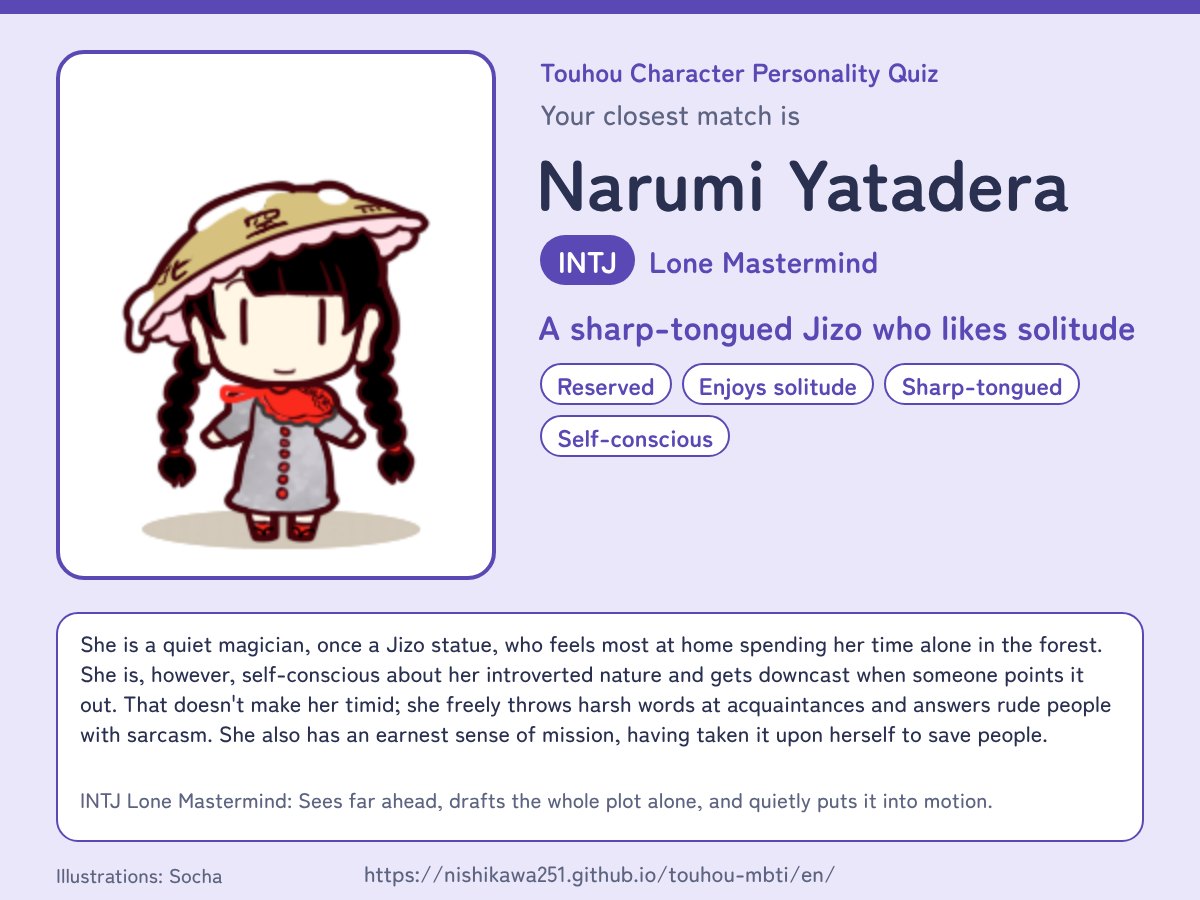 Touhou Character Personality Quiz
Your closest match is
Narumi Yatadera
INTJ Lone Mastermind
A sharp-tongued Jizo who likes solitude
Reserved Enjoys solitude Sharp-tongued
Self-conscious
She is a quiet magician, once a Jizo statue, who feels most at home spending her time alone in the forest.
She is, however, self-conscious about her introverted nature and gets downcast when someone points it
out. That doesn't make her timid; she freely throws harsh words at acquaintances and answers rude people
with sarcasm. She also has an earnest sense of mission, having taken it upon herself to save people.
INTJ Lone Mastermind: Sees far ahead, drafts the whole plot alone, and quietly puts it into motion.
Illustrations: Socha https://nishikawa251.github.io/touhou-mbti/en/